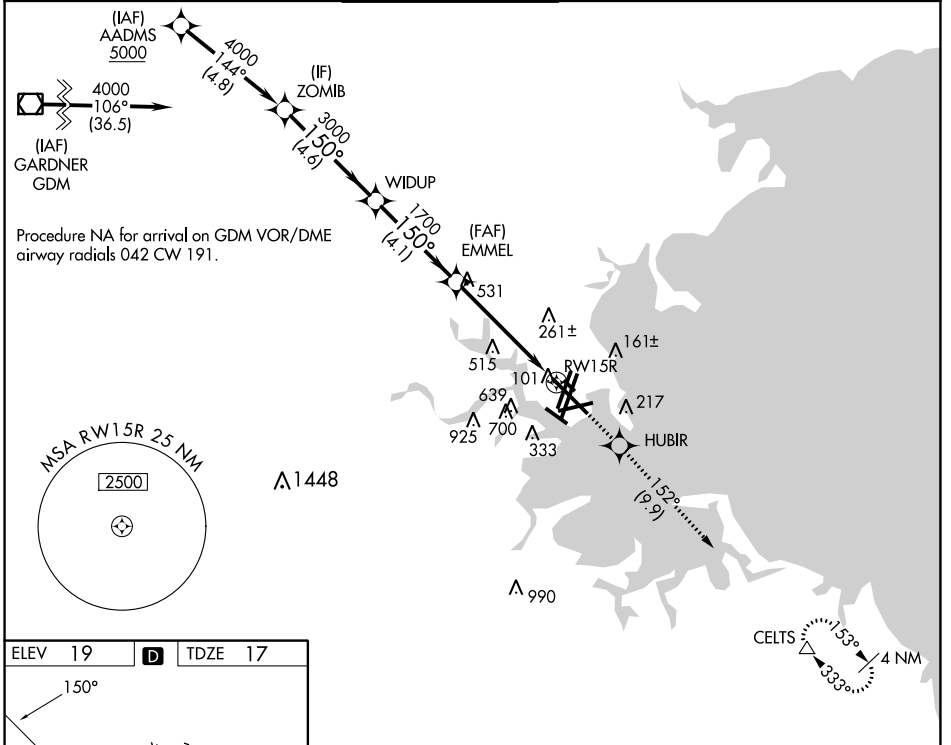 (IAF)
AADMS
5000
4000
144°
(4.8)
(IF)
ZOMIB
4000
106°
(36.5)
(IAF)
GARDNER
GDM
3000
150°
(4.6)
WIDUP
1700
150°
(4.1)
(FAF)
EMMEL
Procedure NA for arrival on GDM VOR/DME
airway radials 042 CW 191.
531
261±
515
161±
RW15R
101
639
217
925
700
333
HUBIR
MSA RW15R 25 NM
2500
1448
152°
(9.9)
990
CELTS
153°
4 NM
333°
ELEV 19 D TDZE 17
150°